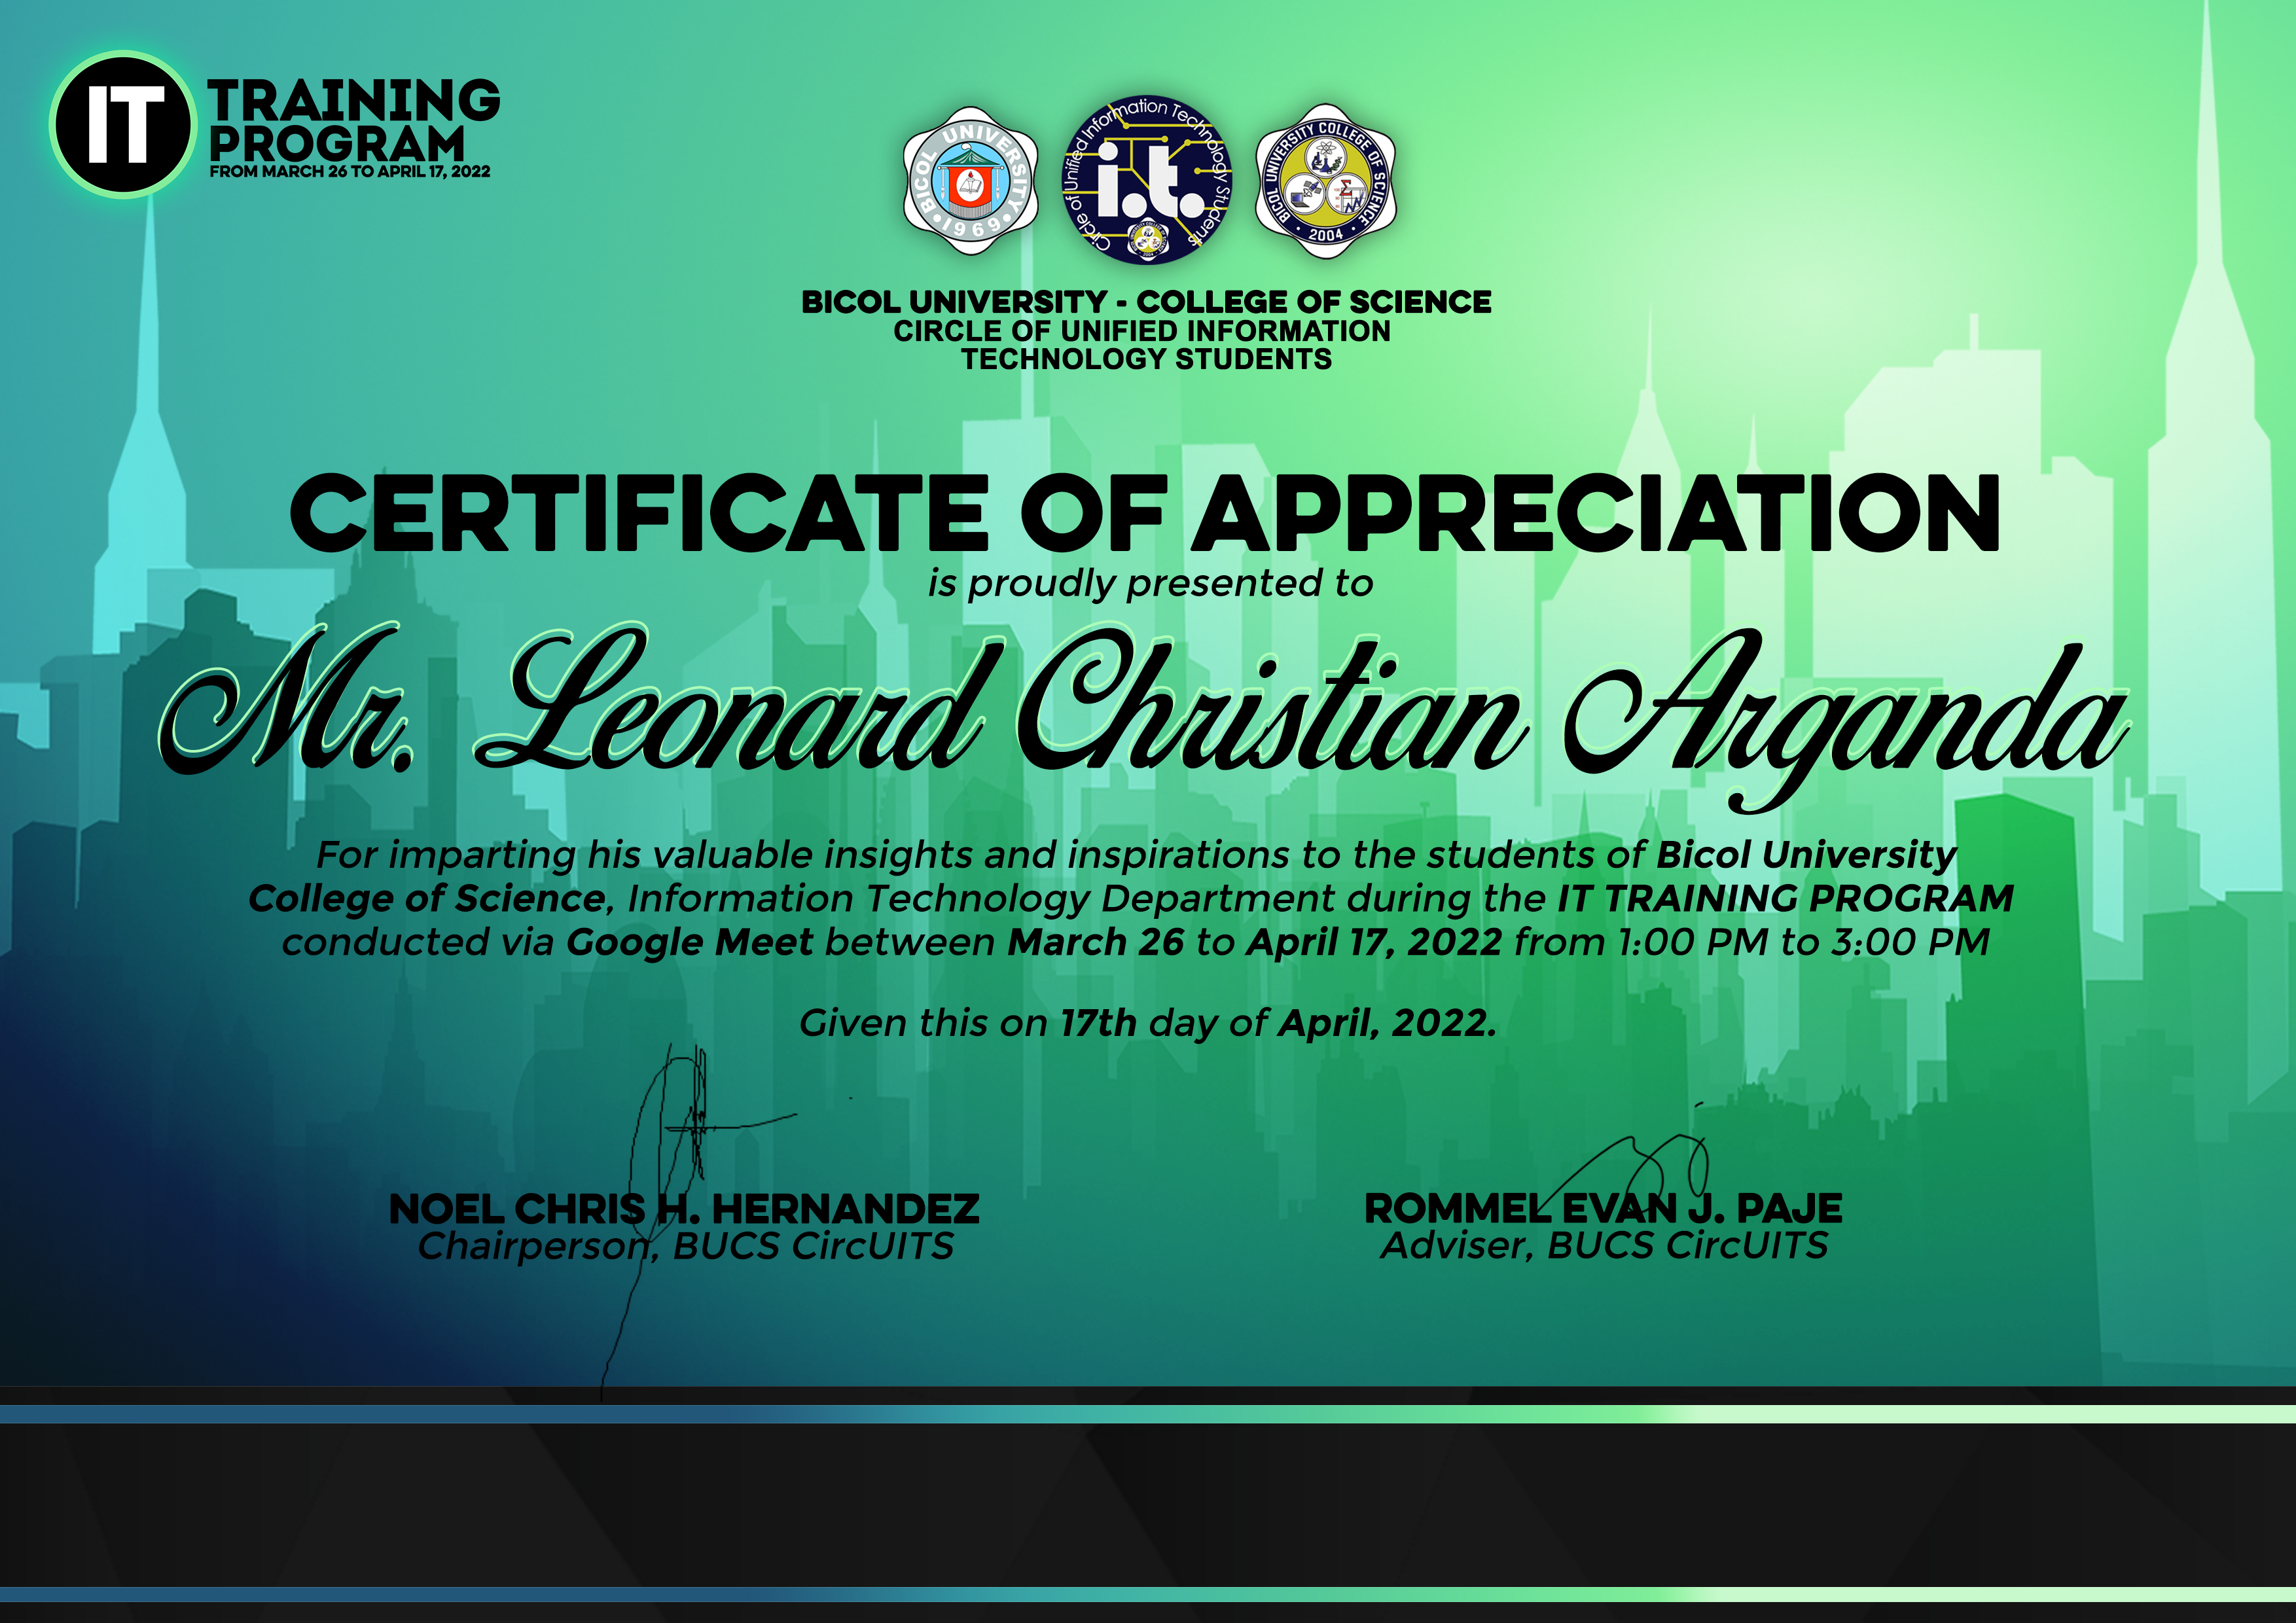 IT
TRAINING
PROGRAM
FROM MARCH 26 TO APRIL 17, 2022
BICOL UNIVERSITY
• 1969 •
Circle of Unified Information Technology Students
i.t.
BICOL UNIVERSITY COLLEGE OF SCIENCE
• 2004 •
BICOL UNIVERSITY - COLLEGE OF SCIENCE
CIRCLE OF UNIFIED INFORMATION
TECHNOLOGY STUDENTS
CERTIFICATE OF APPRECIATION
is proudly presented to
Mr. Leonard Christian Arganda
For imparting his valuable insights and inspirations to the students of Bicol University
College of Science, Information Technology Department during the IT TRAINING PROGRAM
conducted via Google Meet between March 26 to April 17, 2022 from 1:00 PM to 3:00 PM
Given this on 17th day of April, 2022.
NOEL CHRIS H. HERNANDEZ
Chairperson, BUCS CircUITS
ROMMEL EVAN J. PAJE
Adviser, BUCS CircUITS